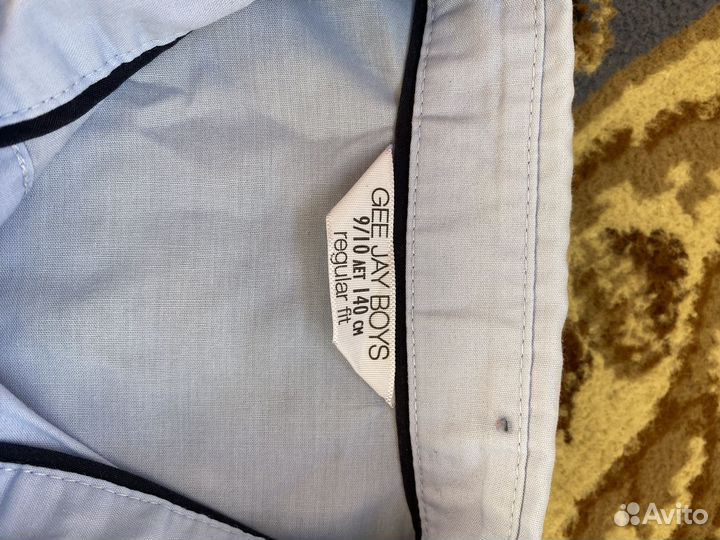 GEE JAY BOYS
9/10 ЛЕТ 140 СМ
regular fit
Avito